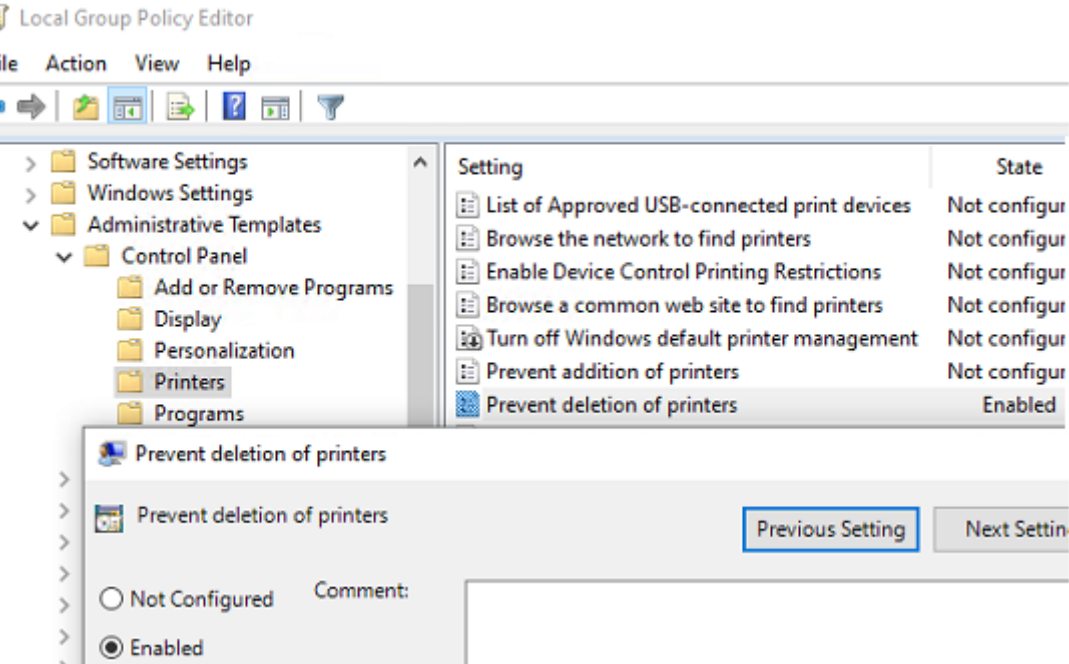 Local Group Policy Editor
ile Action View Help
Software Settings
Windows Settings
Administrative Templates
Control Panel
Add or Remove Programs
Display
Personalization
Printers
Programs
Setting State
List of Approved USB-connected print devices Not configur
Browse the network to find printers Not configur
Enable Device Control Printing Restrictions Not configur
Browse a common web site to find printers Not configur
Turn off Windows default printer management Not configur
Prevent addition of printers Not configur
Prevent deletion of printers Enabled
Prevent deletion of printers
Prevent deletion of printers
Previous Setting Next Settin
Not Configured Comment:
Enabled